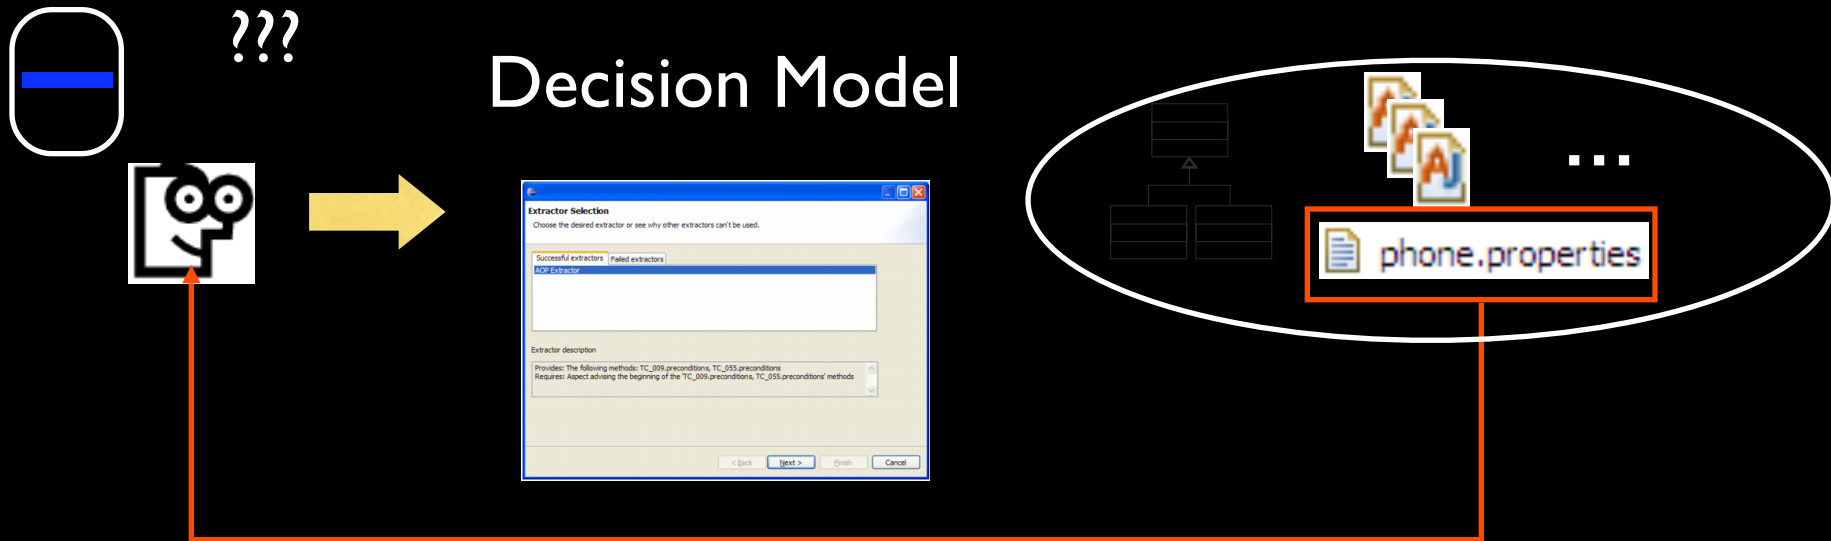 ???
Decision Model
Extractor Selection
Choose the desired extractor or see why other extractors can't be used.
Successful extractors
Failed extractors
AOP Extractor
Extractor description
Provides: The following methods: TC_009.preconditions, TC_055.preconditions
Requires: Aspect advising the beginning of the 'TC_009.preconditions, TC_055.preconditions' methods
< Back
Next >
Finish
Cancel
AJ
...
phone.properties